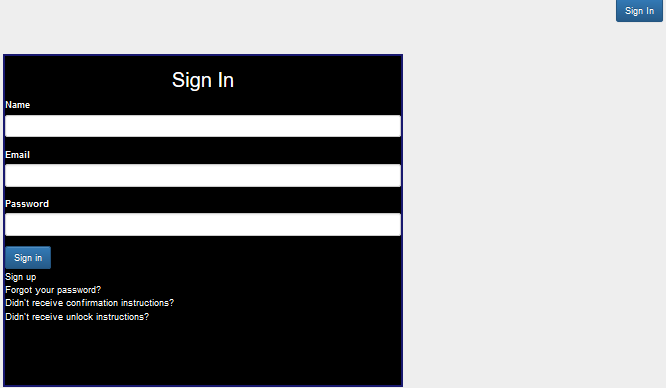 Sign In
Sign In
Name
Email
Password
Sign in
Sign up
Forgot your password?
Didn't receive confirmation instructions?
Didn't receive unlock instructions?